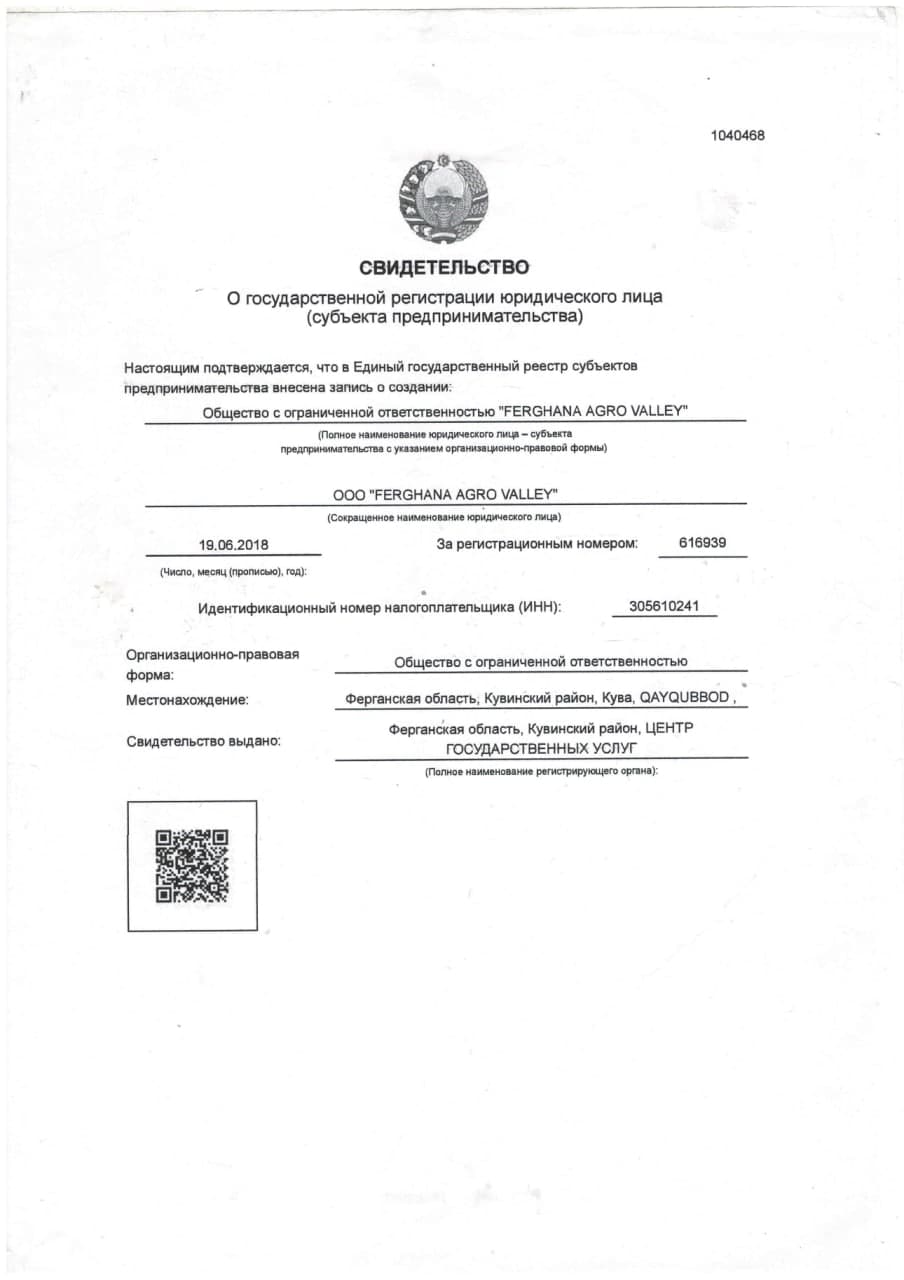 1040468
СВИДЕТЕЛЬСТВО
О государственной регистрации юридического лица
(субъекта предпринимательства)
Настоящим подтверждается, что в Единый государственный реестр субъектов
предпринимательства внесена запись о создании:
Общество с ограниченной ответственностью "FERGHANA AGRO VALLEY"
(Полное наименование юридического лица – субъекта
предпринимательства с указанием организационно-правовой формы)
ООО "FERGHANA AGRO VALLEY"
(Сокращенное наименование юридического лица)
19.06.2018 За регистрационным номером: 616939
(Число, месяц (прописью), год):
Идентификационный номер налогоплательщика (ИНН): 305610241
Организационно-правовая
форма: Общество с ограниченной ответственностью
Местонахождение: Ферганская область, Кувинский район, Кува, QAYQUBBOD ,
Свидетельство выдано: Ферганская область, Кувинский район, ЦЕНТР
ГОСУДАРСТВЕННЫХ УСЛУГ
(Полное наименование регистрирующего органа):